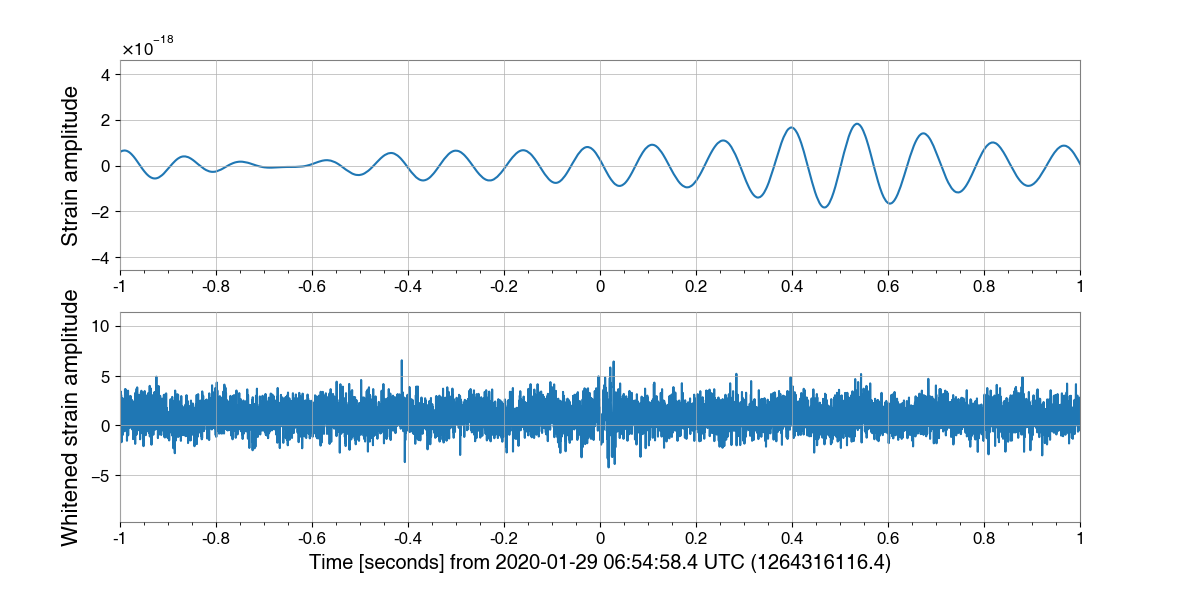 ×10⁻¹⁸
Strain amplitude
4
2
0
−2
−4
-1 -0.8 -0.6 -0.4 -0.2 0 0.2 0.4 0.6 0.8 1
Whitened strain amplitude
10
5
0
−5
-1 -0.8 -0.6 -0.4 -0.2 0 0.2 0.4 0.6 0.8 1
Time [seconds] from 2020-01-29 06:54:58.4 UTC (1264316116.4)